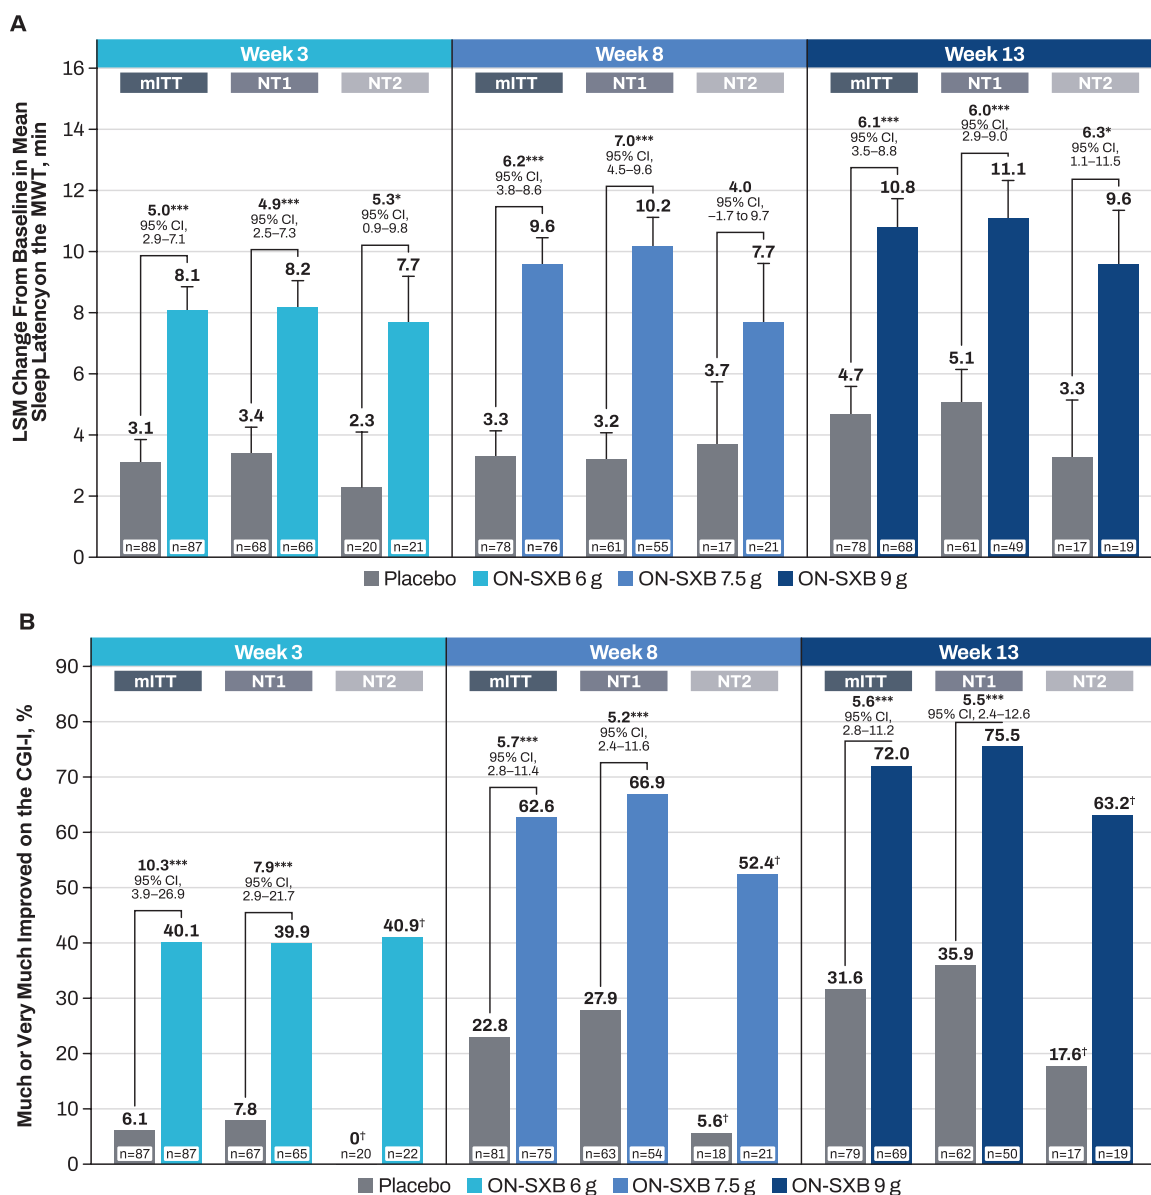 A
Week 3
Week 8
Week 13
mITT
NT1
NT2
mITT
NT1
NT2
mITT
NT1
NT2
LSM Change From Baseline in Mean
Sleep Latency on the MWT, min
16
14
12
10
8
6
4
2
0
5.0***
95% CI,
2.9–7.1
4.9***
95% CI,
2.5–7.3
5.3*
95% CI,
0.9–9.8
6.2***
95% CI,
3.8–8.6
7.0***
95% CI,
4.5–9.6
4.0
95% CI,
–1.7 to 9.7
6.1***
95% CI,
3.5–8.8
6.0***
95% CI,
2.9–9.0
6.3*
95% CI,
1.1–11.5
3.1
8.1
3.4
8.2
2.3
7.7
3.3
9.6
3.2
10.2
3.7
7.7
4.7
10.8
5.1
11.1
3.3
9.6
n=88
n=87
n=68
n=66
n=20
n=21
n=78
n=76
n=61
n=55
n=17
n=21
n=78
n=68
n=61
n=49
n=17
n=19
Placebo
ON-SXB 6 g
ON-SXB 7.5 g
ON-SXB 9 g
B
Week 3
Week 8
Week 13
mITT
NT1
NT2
mITT
NT1
NT2
mITT
NT1
NT2
Much or Very Much Improved on the CGI-I, %
90
80
70
60
50
40
30
20
10
0
10.3***
95% CI,
3.9–26.9
7.9***
95% CI,
2.9–21.7
5.7***
95% CI,
2.8–11.4
5.2***
95% CI,
2.4–11.6
5.6***
95% CI,
2.8–11.2
5.5***
95% CI, 2.4–12.6
6.1
40.1
7.8
39.9
0†
40.9†
22.8
62.6
27.9
66.9
5.6†
52.4†
31.6
72.0
35.9
75.5
17.6†
63.2†
n=87
n=87
n=67
n=65
n=20
n=22
n=81
n=75
n=63
n=54
n=18
n=21
n=79
n=69
n=62
n=50
n=17
n=19
Placebo
ON-SXB 6 g
ON-SXB 7.5 g
ON-SXB 9 g